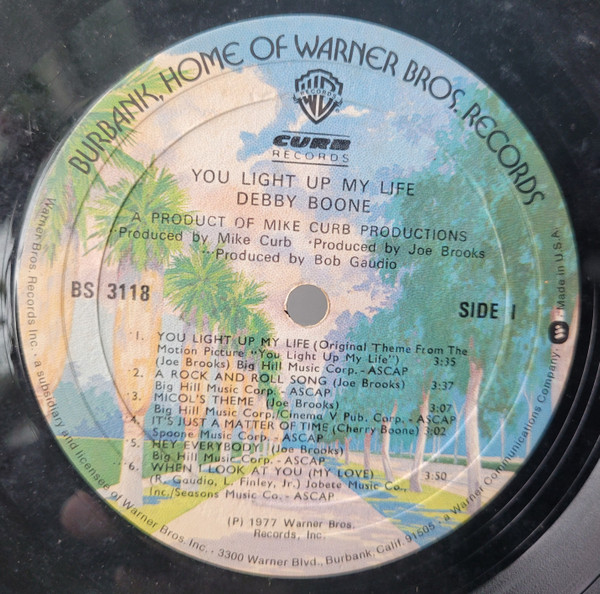 BURBANK, HOME OF WARNER BROS. RECORDS
RECORDS
CURB
RECORDS
YOU LIGHT UP MY LIFE
DEBBY BOONE
A PRODUCT OF MIKE CURB PRODUCTIONS
**Produced by Mike Curb *Produced by Joe Brooks
***Produced by Bob Gaudio
BS 3118
SIDE 1
*1. YOU LIGHT UP MY LIFE (Original Theme From The
Motion Picture "You Light Up My Life") 3:35
(Joe Brooks) Big Hill Music Corp. - ASCAP
2. A ROCK AND ROLL SONG (Joe Brooks)
Big Hill Music Corp. - ASCAP 3:37
3. MICOL'S THEME (Joe Brooks) 3:07
Big Hill Music Corp./Cinema V Pub. Corp. - ASCAP
4. IT'S JUST A MATTER OF TIME (Cherry Boone) 3:02
Spoone Music Corp. - ASCAP
5. HEY EVERYBODY (Joe Brooks)
Big Hill Music Corp. - ASCAP
6. WHEN I LOOK AT YOU (MY LOVE) 3:50
(R. Gaudio, L. Finley, Jr.) Jobete Music Co.,
Inc./Seasons Music Co. - ASCAP
(P) 1977 Warner Bros.
Records, Inc.
Warner Bros. Records Inc. • a subsidiary and licensee of Warner Bros. Inc. • 3300 Warner Blvd., Burbank, Calif. 91505 • a Warner Communications Company. Made in U.S.A.